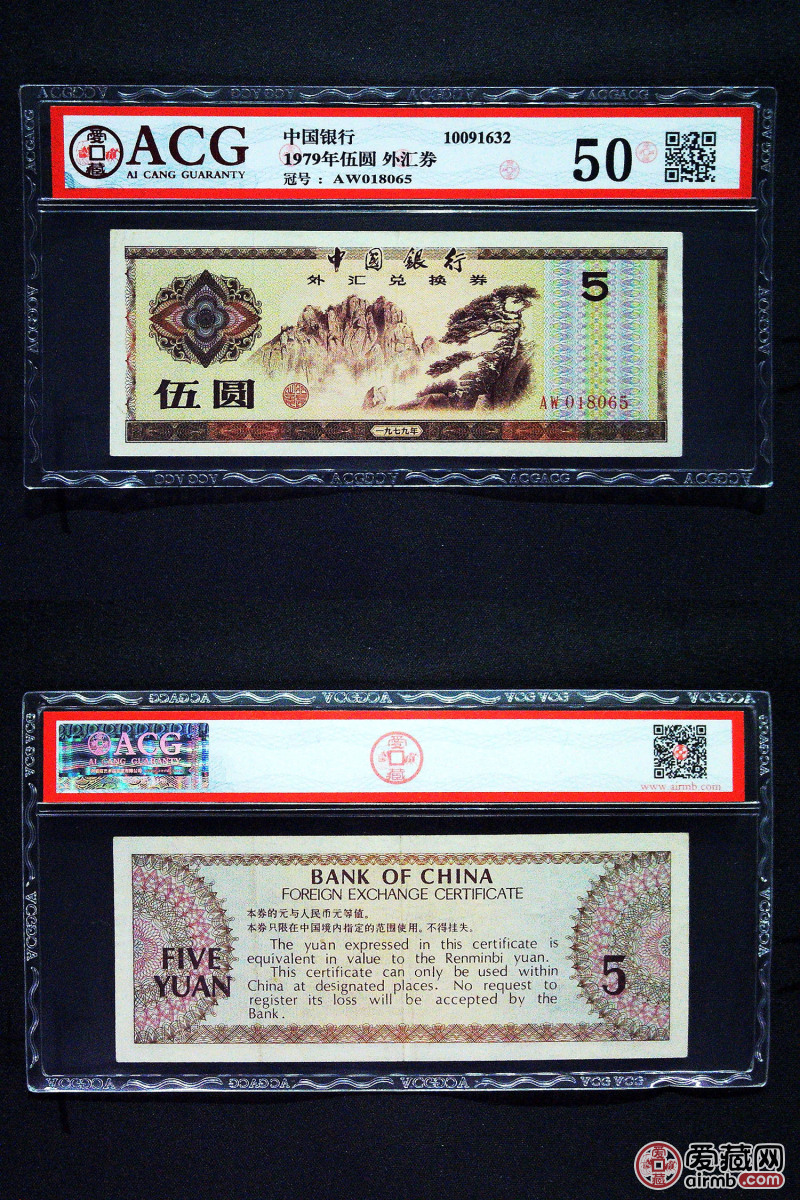 愛藏
ACG
AI CANG GUARANTY
中国银行
10091632
1979年伍圆 外汇券
冠号 : AW018065
50
中國銀行
外汇兑换券
5
伍圆
AW018065
一九七九年
ACG
AI CANG GUARANTY
愛藏
www.airmb.com
BANK OF CHINA
FOREIGN EXCHANGE CERTIFICATE
本券的元与人民币元等值。
本券只限在中国境内指定的范围使用。不得挂失。
The yuan expressed in this certificate is
equivalent in value to the Renminbi yuan.
This certificate can only be used within
China at designated places. No request to
register its loss will be accepted by the
Bank.
FIVE
YUAN
5
爱藏网
airmb.com